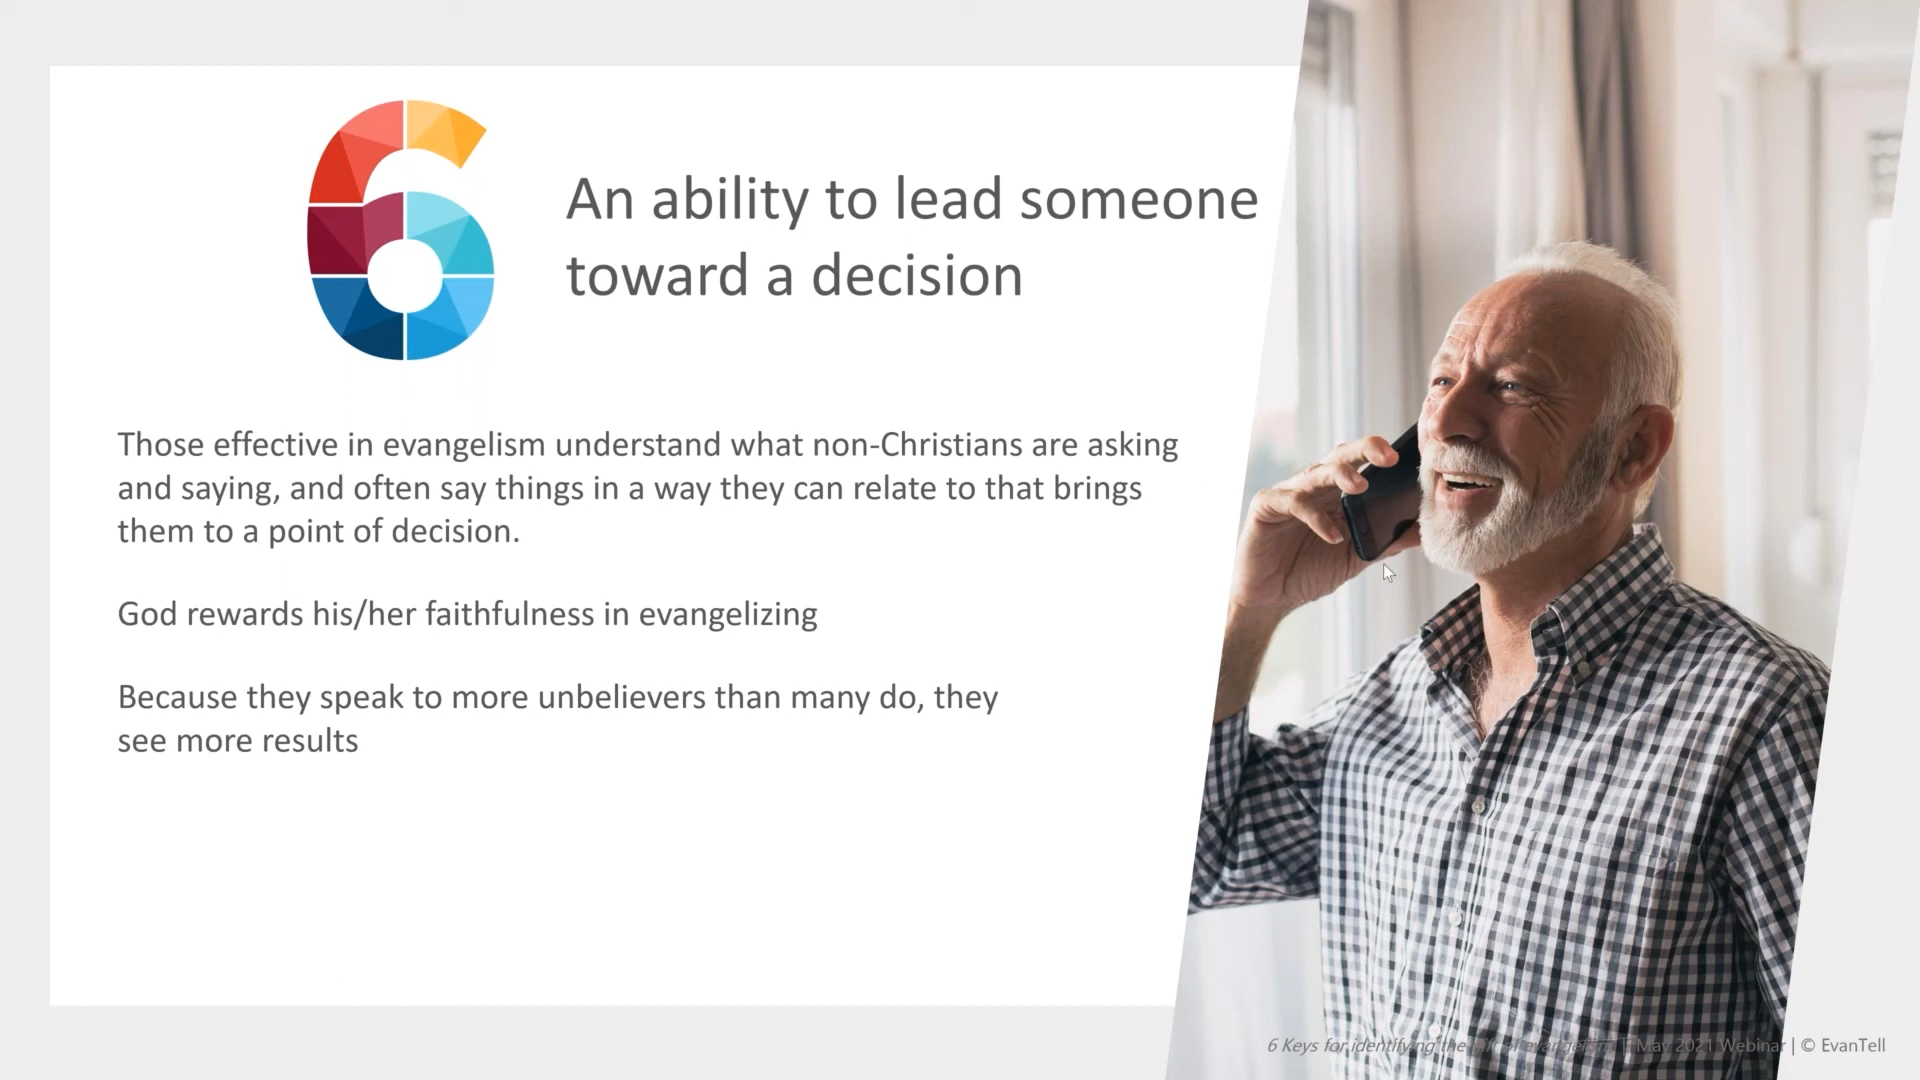 6
An ability to lead someone
toward a decision
Those effective in evangelism understand what non-Christians are asking
and saying, and often say things in a way they can relate to that brings
them to a point of decision.
God rewards his/her faithfulness in evangelizing
Because they speak to more unbelievers than many do, they
see more results
6 Keys for identifying the gift of evangelism | May 2021 Webinar | © EvanTell